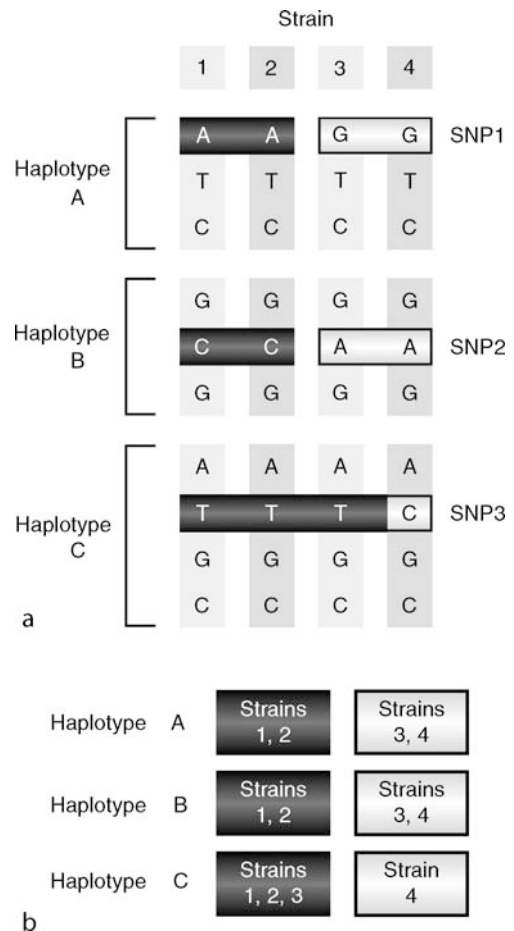 Strain
1 2 3 4
Haplotype A
A A G G SNP1
T T T T
C C C C
Haplotype B
G G G G
C C A A SNP2
G G G G
Haplotype C
A A A A
T T T C SNP3
G G G G
C C C C
a
Haplotype A Strains 1, 2 Strains 3, 4
Haplotype B Strains 1, 2 Strains 3, 4
Haplotype C Strains 1, 2, 3 Strain 4
b